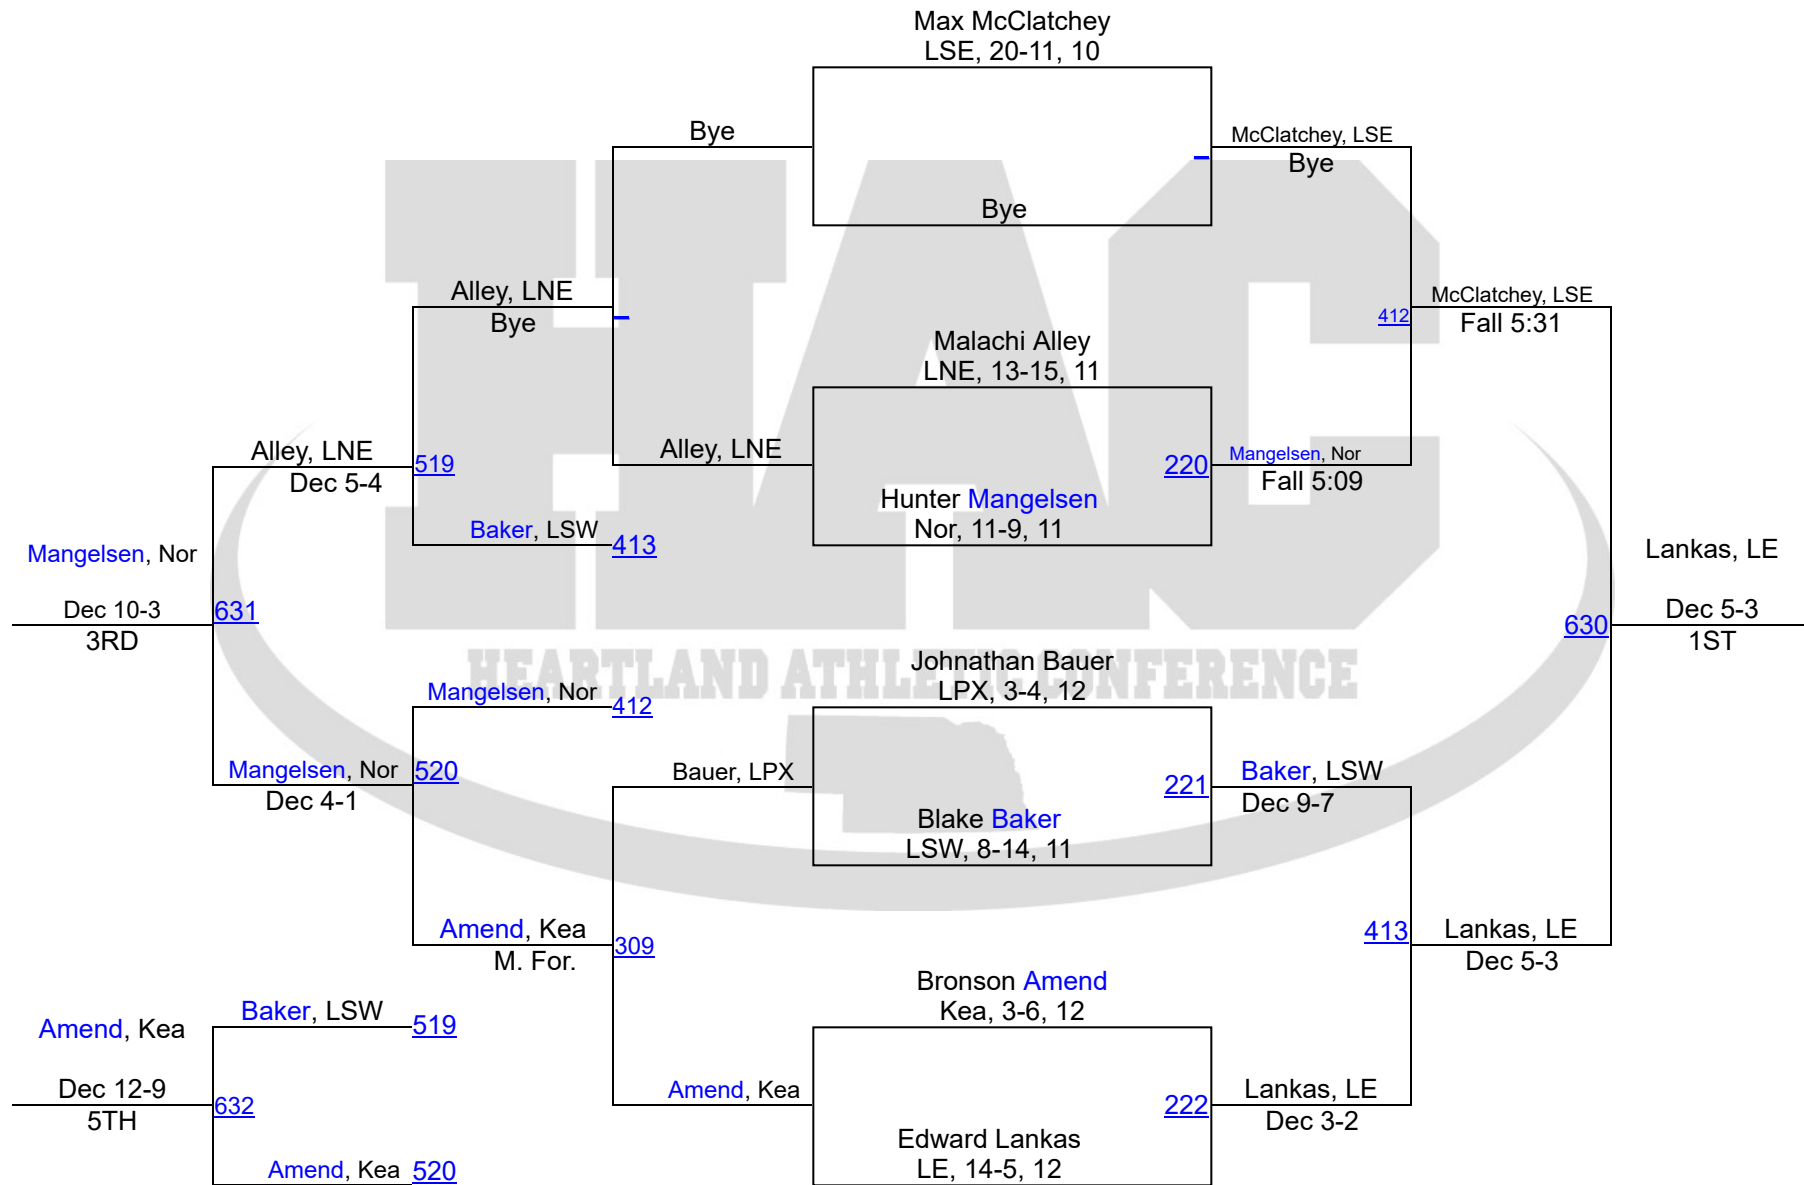 Max McClatchey
LSE, 20-11, 10
Bye
McClatchey, LSE
Bye
Bye
Alley, LNE
Bye
McClatchey, LSE
412
Fall 5:31
Malachi Alley
LNE, 13-15, 11
Alley, LNE
519
Dec 5-4
Alley, LNE
220
Mangelsen, Nor
Fall 5:09
Hunter Mangelsen
Nor, 11-9, 11
Baker, LSW
413
Mangelsen, Nor
Dec 10-3
631
3RD
Lankas, LE
Dec 5-3
630
1ST
HEARTLAND ATHLETIC CONFERENCE
HAC
Johnathan Bauer
LPX, 3-4, 12
Mangelsen, Nor
412
Mangelsen, Nor
520
Dec 4-1
Bauer, LPX
221
Baker, LSW
Dec 9-7
Blake Baker
LSW, 8-14, 11
Amend, Kea
309
M. For.
413
Lankas, LE
Dec 5-3
Bronson Amend
Kea, 3-6, 12
Baker, LSW
519
Amend, Kea
Dec 12-9
632
5TH
Amend, Kea
222
Lankas, LE
Dec 3-2
Edward Lankas
LE, 14-5, 12
Amend, Kea
520